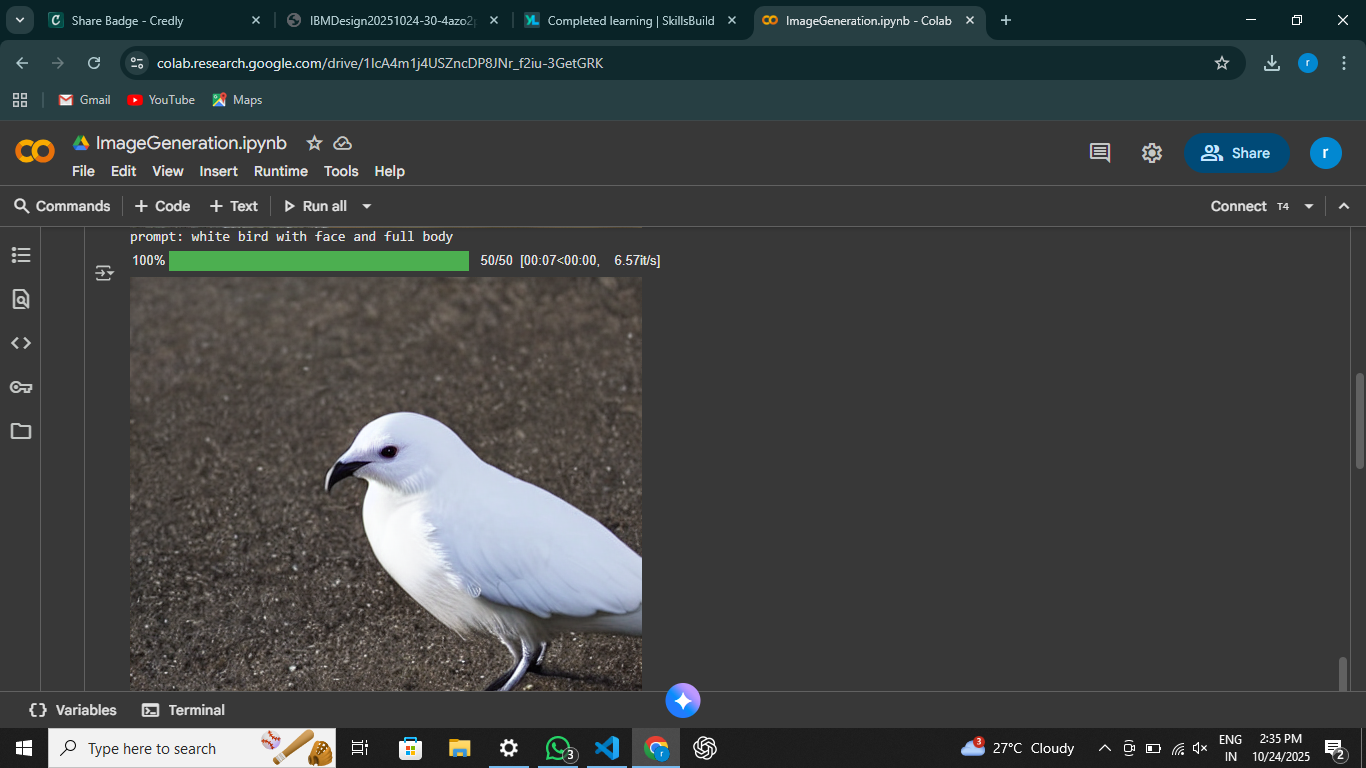 Share Badge - Credly
IBMDesign20251024-30-4azo2p
Completed learning | SkillsBuild
ImageGeneration.ipynb - Colab
colab.research.google.com/drive/1IcA4m1j4USZncDP8JNr_f2iu-3GetGRK
r
Gmail
YouTube
Maps
ImageGeneration.ipynb
File Edit View Insert Runtime Tools Help
Share
r
Commands + Code + Text Run all
Connect T4
prompt: white bird with face and full body
100% 50/50 [00:07<00:00, 6.57it/s]
Variables
Terminal
Type here to search
3
r
3
27°C Cloudy
ENG
IN
2:35 PM
10/24/2025
2